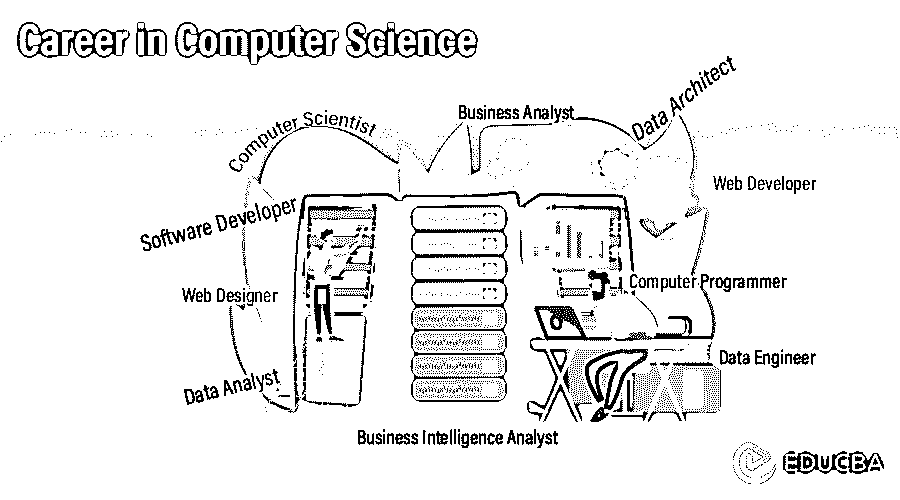 Career in Computer Science
Business Analyst
Data Architect
Computer Scientist
Web Developer
Software Developer
Computer Programmer
Web Designer
Data Engineer
Data Analyst
Business Intelligence Analyst
EDUCBA